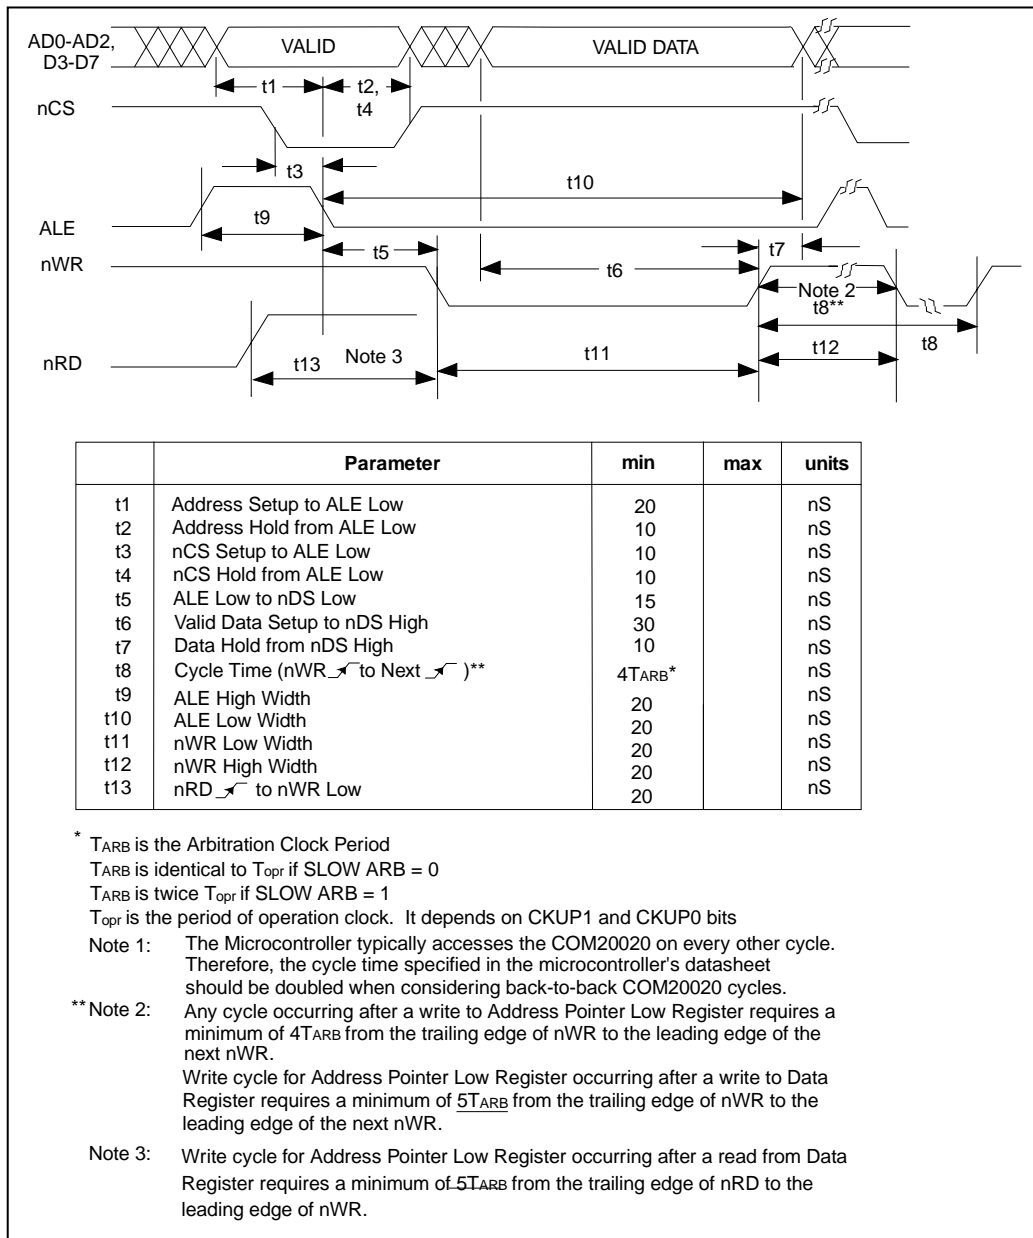 AD0-AD2,
D3-D7
VALID
VALID DATA
t1
t2,
t4
nCS
t3
t10
t9
ALE
t5
t7
nWR
t6
Note 2
t8**
t8
nRD
t13
Note 3
t11
t12
Parameter min max units
t1 Address Setup to ALE Low 20 nS
t2 Address Hold from ALE Low 10 nS
t3 nCS Setup to ALE Low 10 nS
t4 nCS Hold from ALE Low 10 nS
t5 ALE Low to nDS Low 15 nS
t6 Valid Data Setup to nDS High 30 nS
t7 Data Hold from nDS High 10 nS
t8 Cycle Time (nWR to Next )** 4TARB* nS
t9 ALE High Width 20 nS
t10 ALE Low Width 20 nS
t11 nWR Low Width 20 nS
t12 nWR High Width 20 nS
t13 nRD to nWR Low 20 nS
* TARB is the Arbitration Clock Period
TARB is identical to Topr if SLOW ARB = 0
TARB is twice Topr if SLOW ARB = 1
Topr is the period of operation clock. It depends on CKUP1 and CKUP0 bits
Note 1: The Microcontroller typically accesses the COM20020 on every other cycle.
Therefore, the cycle time specified in the microcontroller's datasheet
should be doubled when considering back-to-back COM20020 cycles.
**Note 2: Any cycle occurring after a write to Address Pointer Low Register requires a
minimum of 4TARB from the trailing edge of nWR to the leading edge of the
next nWR.
Write cycle for Address Pointer Low Register occurring after a write to Data
Register requires a minimum of 5TARB from the trailing edge of nWR to the
leading edge of the next nWR.
Note 3: Write cycle for Address Pointer Low Register occurring after a read from Data
Register requires a minimum of 5TARB from the trailing edge of nRD to the
leading edge of nWR.